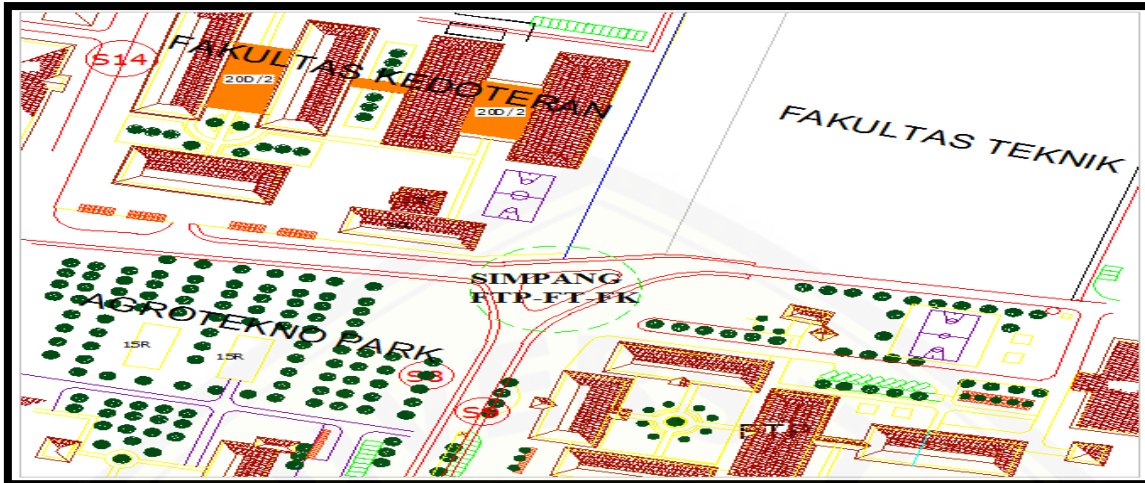 S14
FAKULTAS KEDOTERAN
20D/2
20D/2
FAKULTAS TEKNIK
SIMPANG
FTP-FT-FK
AGROTEKNO PARK
15R
15R
S8
FTP